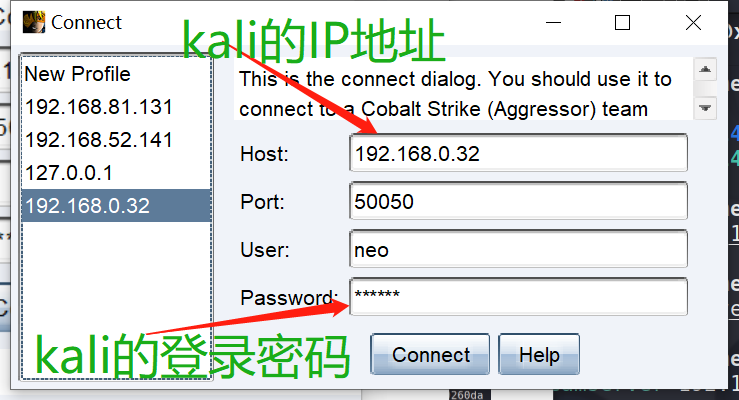 Connect
kali的IP地址
New Profile
192.168.81.131
192.168.52.141
127.0.0.1
192.168.0.32
This is the connect dialog. You should use it to
connect to a Cobalt Strike (Aggressor) team
Host:
192.168.0.32
Port:
50050
User:
neo
Password:
******
kali的登录密码
Connect
Help
260da